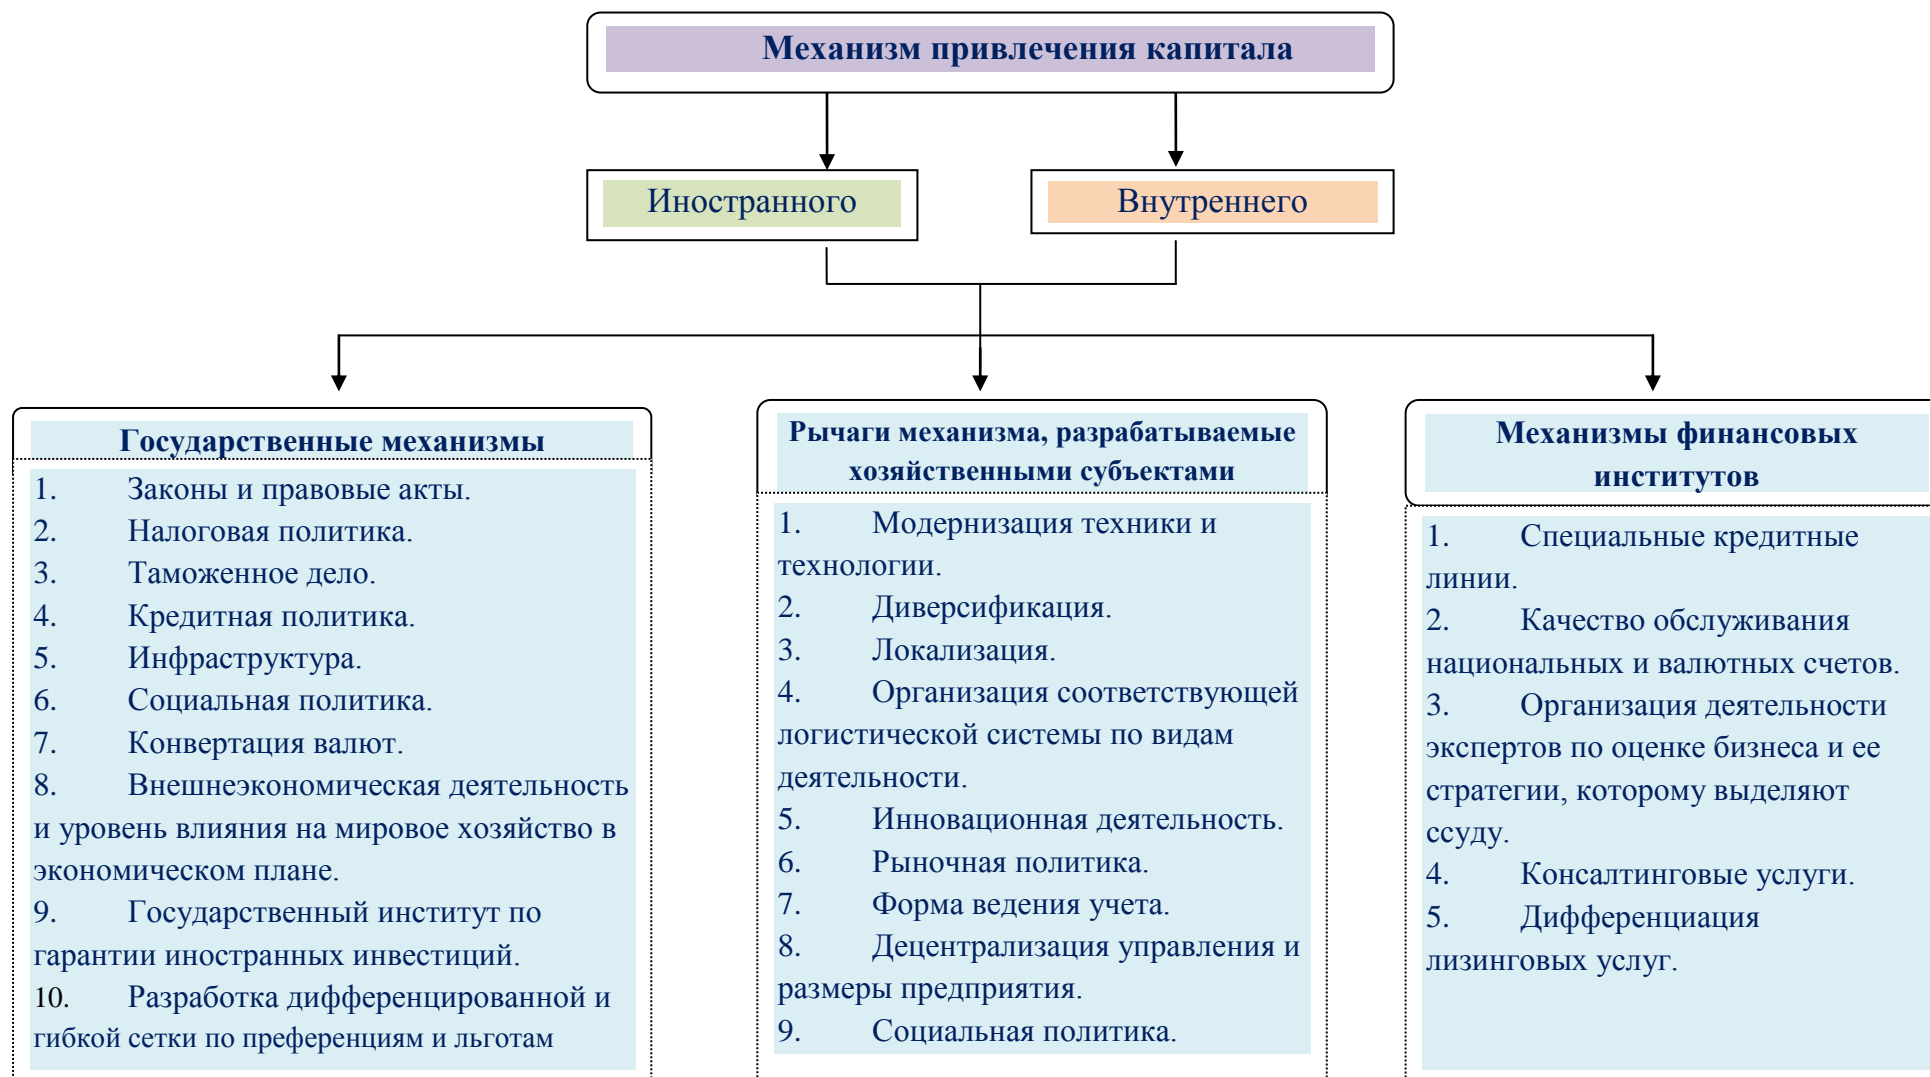 Механизм привлечения капитала
Иностранного
Внутреннего
Государственные механизмы
1. Законы и правовые акты.
2. Налоговая политика.
3. Таможенное дело.
4. Кредитная политика.
5. Инфраструктура.
6. Социальная политика.
7. Конвертация валют.
8. Внешнеэкономическая деятельность
и уровень влияния на мировое хозяйство в
экономическом плане.
9. Государственный институт по
гарантии иностранных инвестиций.
10. Разработка дифференцированной и
гибкой сетки по преференциям и льготам
Рычаги механизма, разрабатываемые
хозяйственными субъектами
1. Модернизация техники и
технологии.
2. Диверсификация.
3. Локализация.
4. Организация соответствующей
логистической системы по видам
деятельности.
5. Инновационная деятельность.
6. Рыночная политика.
7. Форма ведения учета.
8. Децентрализация управления и
размеры предприятия.
9. Социальная политика.
Механизмы финансовых
институтов
1. Специальные кредитные
линии.
2. Качество обслуживания
национальных и валютных счетов.
3. Организация деятельности
экспертов по оценке бизнеса и ее
стратегии, которому выделяют
ссуду.
4. Консалтинговые услуги.
5. Дифференциация
лизинговых услуг.